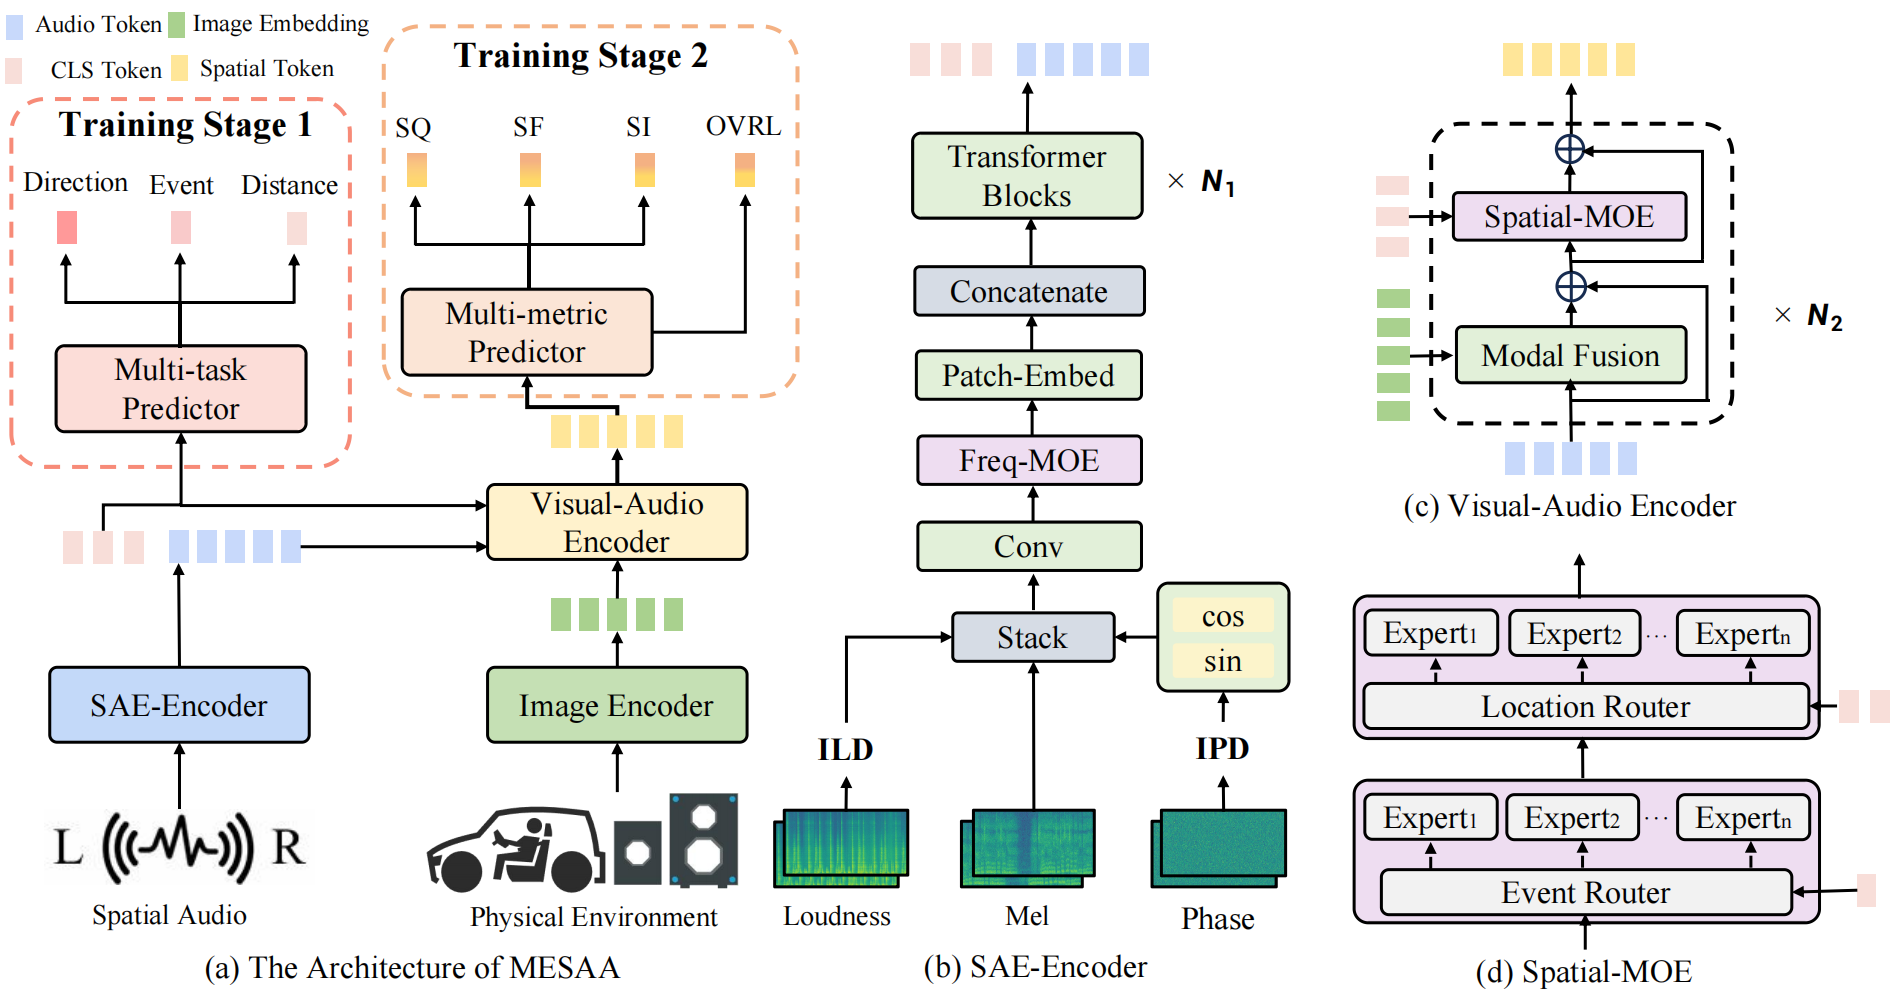 Audio Token
Image Embedding
CLS Token
Spatial Token
Training Stage 1
Direction
Event
Distance
Multi-task
Predictor
Training Stage 2
SQ
SF
SI
OVRL
Multi-metric
Predictor
Visual-Audio
Encoder
SAE-Encoder
Image Encoder
L
R
Spatial Audio
Physical Environment
(a) The Architecture of MESAA
Transformer
Blocks
× N1
Concatenate
Patch-Embed
Freq-MOE
Conv
Stack
cos
sin
ILD
IPD
Loudness
Mel
Phase
(b) SAE-Encoder
Spatial-MOE
Modal Fusion
× N2
(c) Visual-Audio Encoder
Expert1
Expert2
...
Expertn
Location Router
Expert1
Expert2
...
Expertn
Event Router
(d) Spatial-MOE